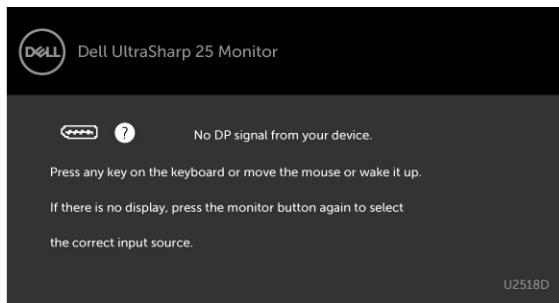 DELL
Dell UltraSharp 25 Monitor
? No DP signal from your device.
Press any key on the keyboard or move the mouse or wake it up.
If there is no display, press the monitor button again to select
the correct input source.
U2518D